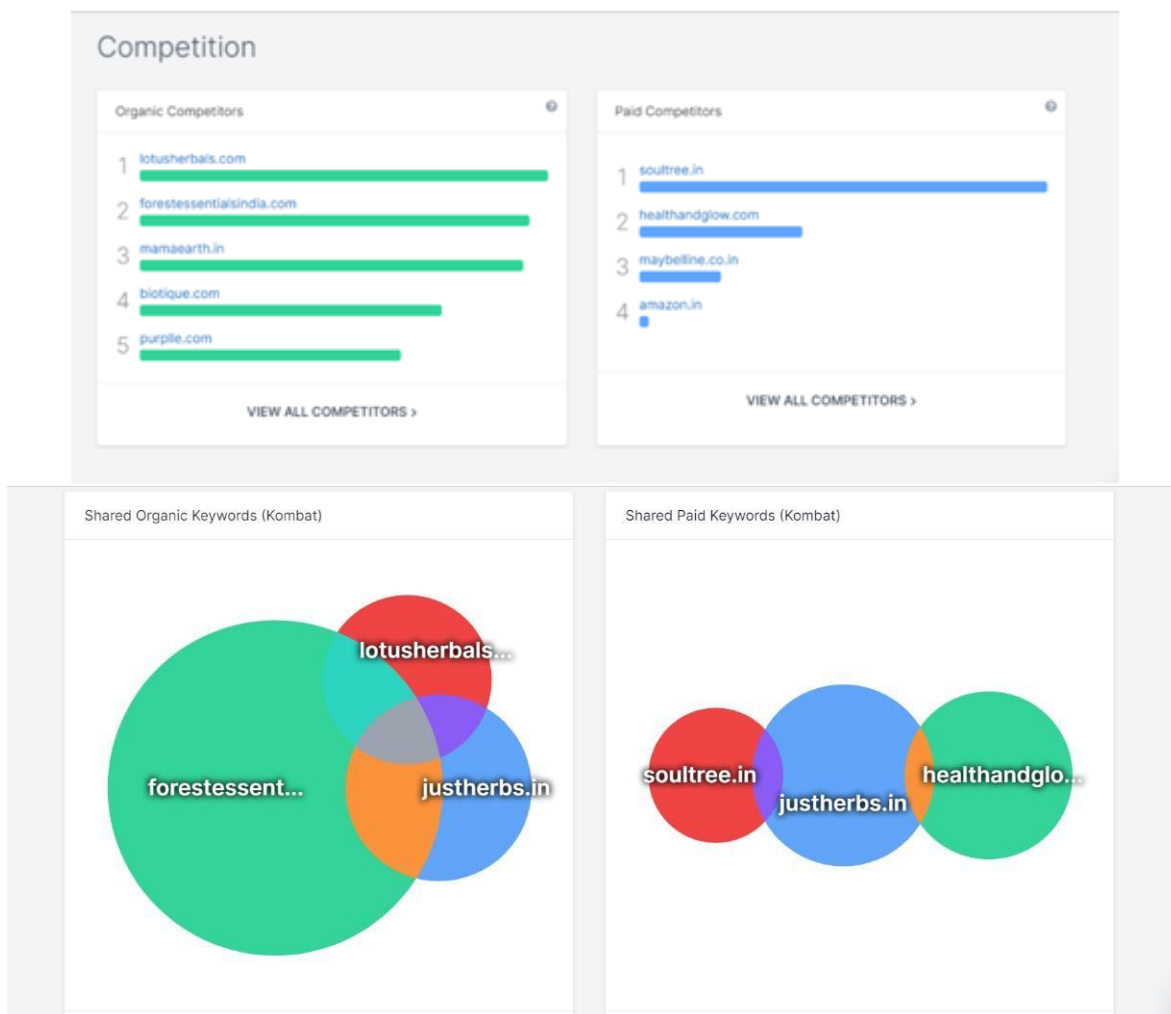 Competition
Organic Competitors
1 lotusherbals.com
2 forestessentialsindia.com
3 mamaearth.in
4 biotique.com
5 purplle.com
VIEW ALL COMPETITORS >
Paid Competitors
1 soultree.in
2 healthandglow.com
3 maybelline.co.in
4 amazon.in
VIEW ALL COMPETITORS >
Shared Organic Keywords (Kombat)
lotusherbals...
forestessent...
justherbs.in
Shared Paid Keywords (Kombat)
soultree.in
justherbs.in
healthandglo...